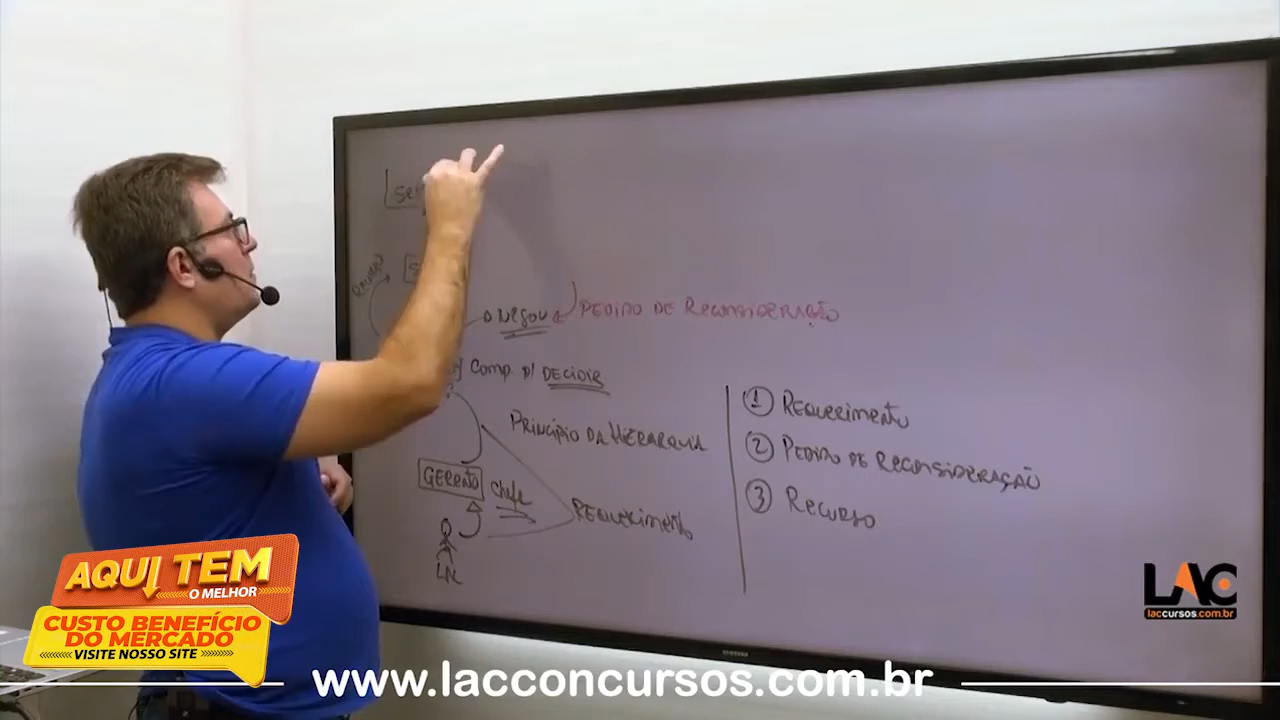 Recurso
Negou
PEDIDO DE RECONSIDERAÇÃO
Comp. p/ DECIDIR
PRINCÍPIO DA HIERARQUIA
GERENTE
Chefe
REQUERIMENTO
1 REQUERIMENTO
2 PEDIDO DE RECONSIDERAÇÃO
3 RECURSO
AQUI TEM
O MELHOR
CUSTO BENEFÍCIO
DO MERCADO
VISITE NOSSO SITE
LAC
laccursos.com.br
SAMSUNG
www.lacconcursos.com.br